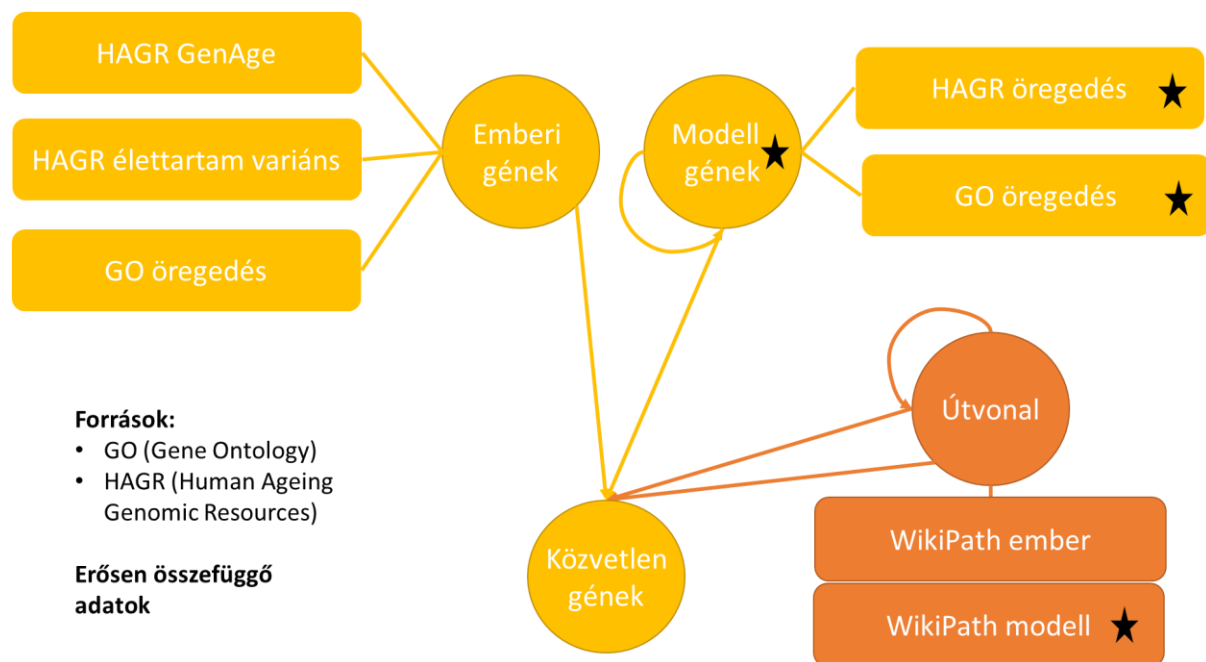 HAGR GenAge
HAGR élettartam variáns
GO öregedés
Emberi
gének
Modell
gének
HAGR öregedés
GO öregedés
Útvonal
WikiPath ember
WikiPath modell
Közvetlen
gének
Források:
• GO (Gene Ontology)
• HAGR (Human Ageing
Genomic Resources)
Erősen összefüggő
adatok